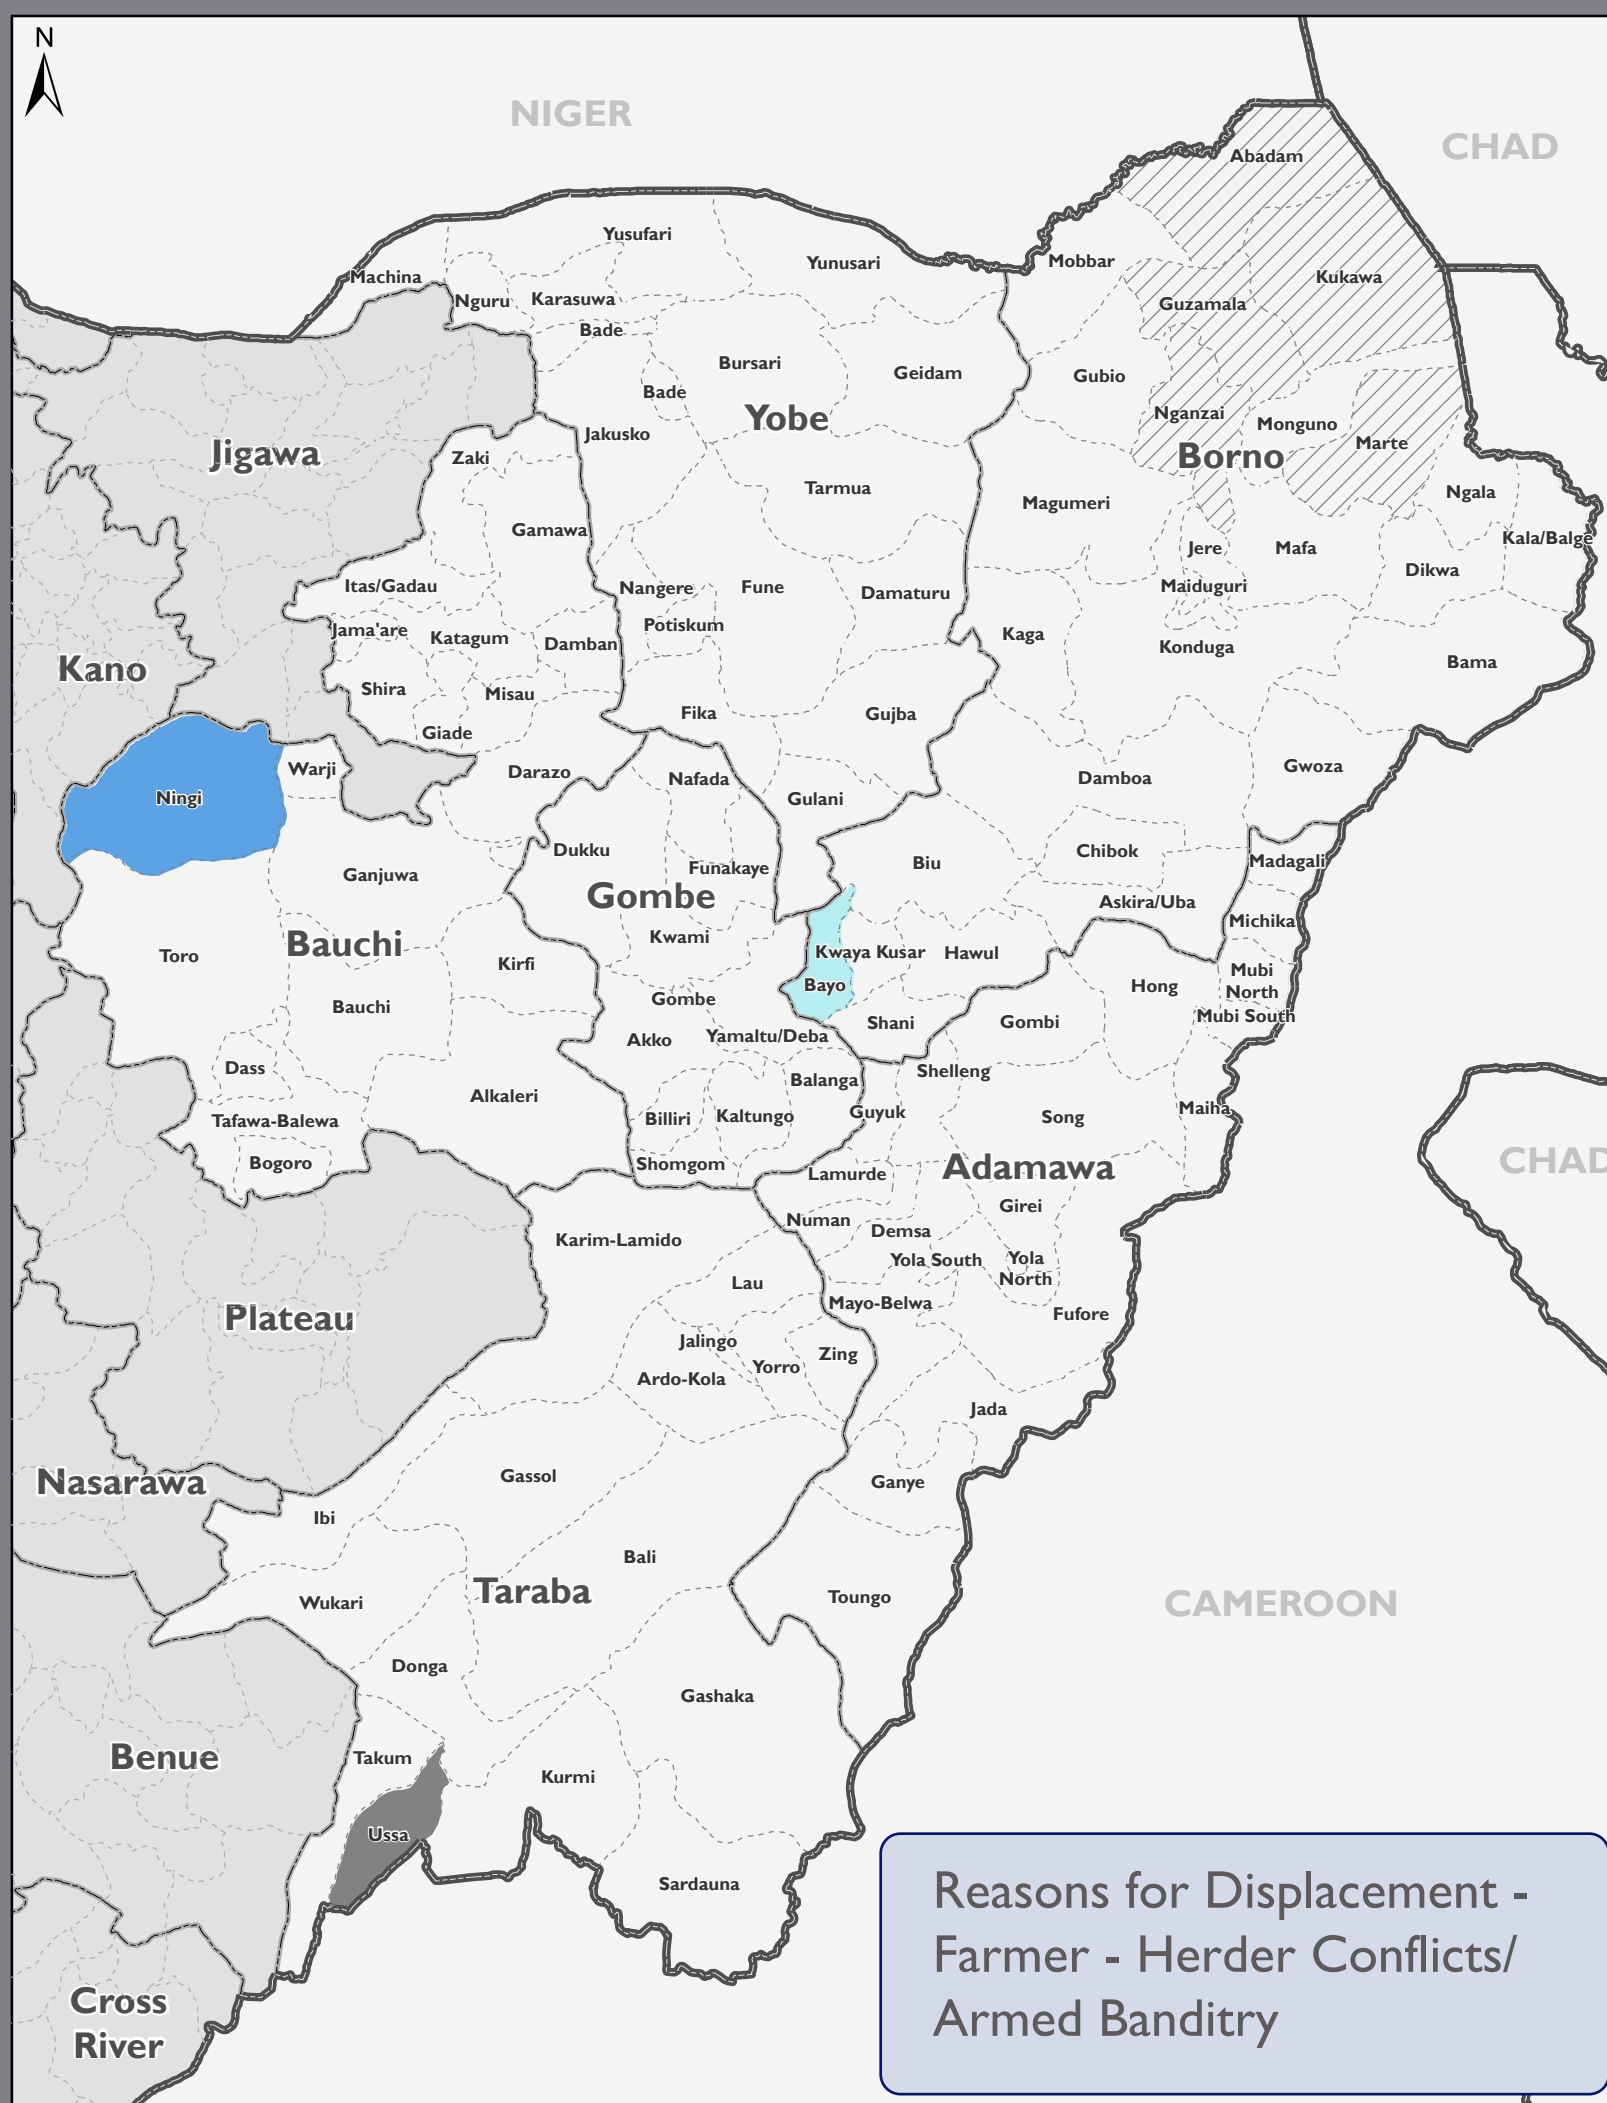 N
NIGER
CHAD
Abadam
Yusufari
Yunusari
Mobbar
Machina
Kukawa
Nguru
Karasuwa
Guzamala
Bade
Bursari
Geidam
Gubio
Bade
Yobe
Nganzai
Monguno
Marte
Jakusko
Borno
Jigawa
Zaki
Tarmua
Magumeri
Ngala
Gamawa
Kala/Balge
Jere
Mafa
Dikwa
Itas/Gadau
Nangere
Fune
Damaturu
Maiduguri
Jama'are
Katagum
Damban
Potiskum
Kaga
Konduga
Kano
Bama
Shira
Misau
Fika
Gujba
Giade
Warji
Darazo
Nafada
Damboa
Gwoza
Ningi
Gulani
Dukku
Funakaye
Biu
Chibok
Madagali
Ganjuwa
Gombe
Askira/Uba
Michika
Bauchi
Kwami
Toro
Kirfi
Kwaya Kusar
Hawul
Mubi
North
Bayo
Hong
Bauchi
Gombe
Mubi South
Akko
Yamaltu/Deba
Shani
Gombi
Dass
Shelleng
Balanga
Alkaleri
Billiri
Kaltungo
Guyuk
Song
Maiha
Tafawa-Balewa
Bogoro
Shomgom
Lamurde
Adamawa
CHAD
Girei
Karim-Lamido
Numan
Demsa
Yola South
Yola
North
Lau
Mayo-Belwa
Fufore
Plateau
Jalingo
Yorro
Zing
Ardo-Kola
Jada
Nasarawa
Gassol
Ganye
Ibi
Bali
Taraba
Wukari
Toungo
CAMEROON
Donga
Gashaka
Benue
Takum
Kurmi
Ussa
Sardauna
Cross
River
Reasons for Displacement -
Farmer - Herder Conflicts/
Armed Banditry